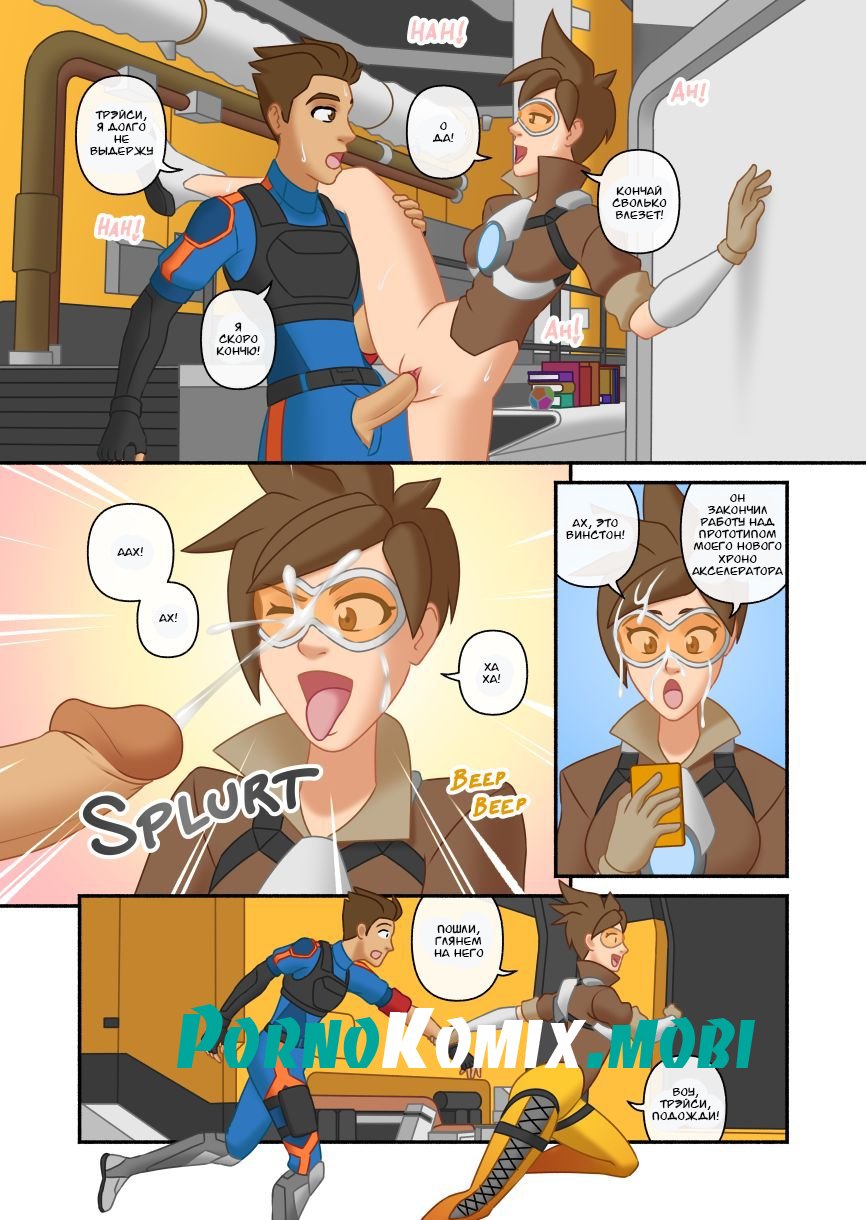 НАН!
ТРЭЙСИ,
Я ДОЛГО
НЕ
ВЫДЕРЖУ
О
ДА!
АН!
КОНЧАЙ
СВОЛЬКО
ВЛЕЗЕТ!
НАН!
Я
СКОРО
КОНЧУ!
АН!
ААХ!
АХ!
ХА
ХА!
SPLURT
BEEP
BEEP
АХ, ЭТО
ВИНСТОН!
ОН
ЗАКОНЧИЛ
РАБОТУ НАД
ПРОТОТИПОМ
МОЕГО НОВОГО
ХРОНО
АКСЕЛЕРАТОРА
ПОШЛИ,
ГЛЯНЕМ
НА НЕГО
PORNOKOMIX.MOBI
ВОУ,
ТРЭЙСИ,
ПОДОЖДИ!